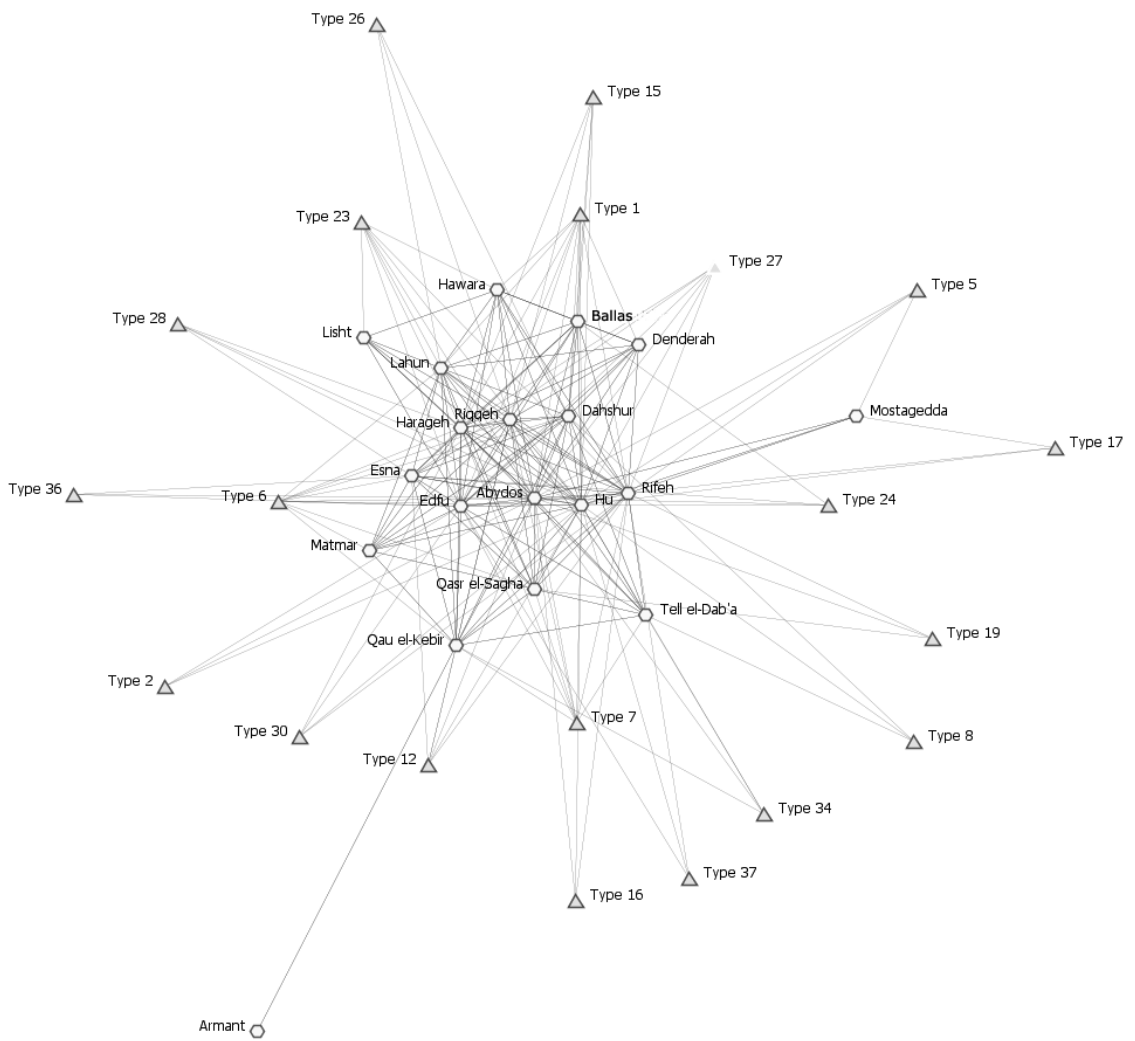 Type 26
Type 15
Type 23
Type 1
Type 27
Type 5
Hawara
Type 28
Ballas
Lisht
Denderah
Lahun
Mostagedda
Riqqeh
Dahshur
Harageh
Type 17
Esna
Type 36
Type 6
Edfu
Abydos
Hu
Rifeh
Type 24
Matmar
Qasr el-Sagha
Tell el-Dab'a
Type 19
Qau el-Kebir
Type 2
Type 30
Type 7
Type 8
Type 12
Type 34
Type 37
Type 16
Armant